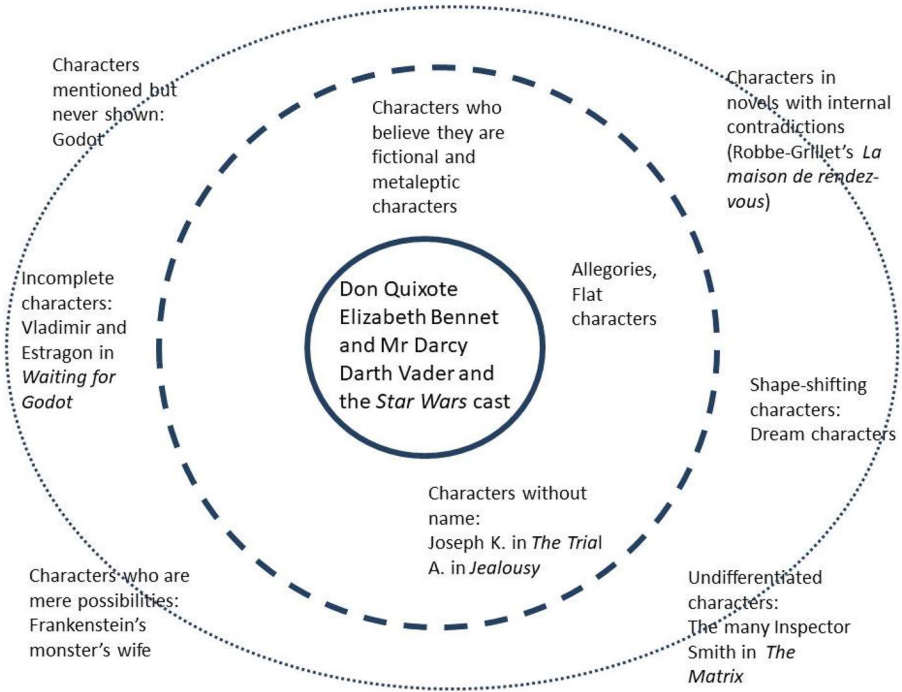 Characters
mentioned but
never shown:
Godot
Characters who
believe they are
fictional and
metaleptic
characters
Characters in
novels with internal
contradictions
(Robbe-Grillet's La
maison de rendez-
vous)
Incomplete
characters:
Vladimir and
Estragon in
Waiting for
Godot
Don Quixote
Elizabeth Bennet
and Mr Darcy
Darth Vader and
the Star Wars cast
Allegories,
Flat
characters
Shape-shifting
characters:
Dream characters
Characters without
name:
Joseph K. in The Trial
A. in Jealousy
Characters who are
mere possibilities:
Frankenstein's
monster's wife
Undifferentiated
characters:
The many Inspector
Smith in The
Matrix